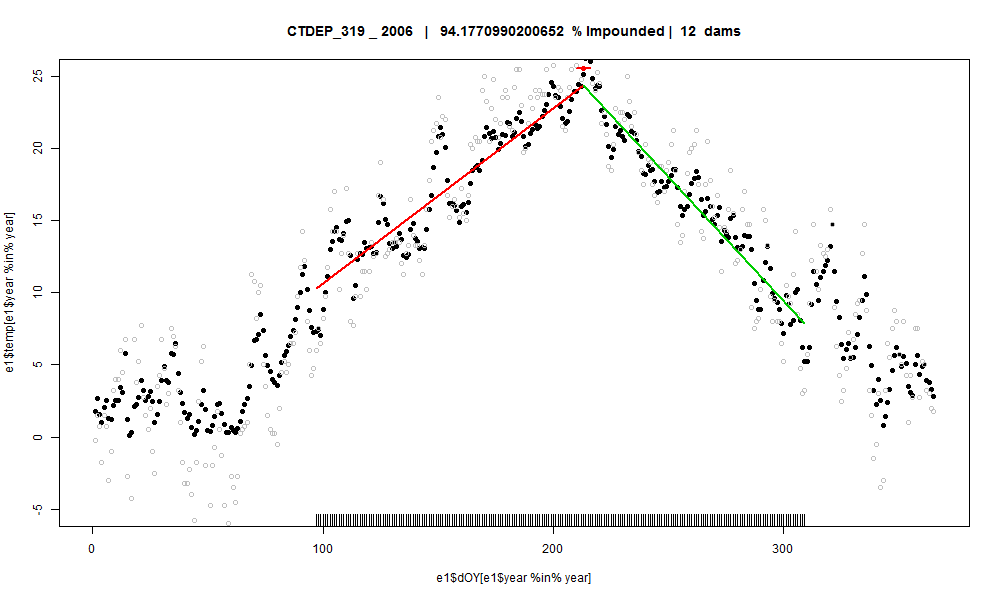 CTDEP_319 _ 2006 | 94.1770990200652 % Impounded | 12 dams
25
20
15
10
5
0
-5
e1$temp[e1$year %in% year]
0 100 200 300
e1$dOY[e1$year %in% year]